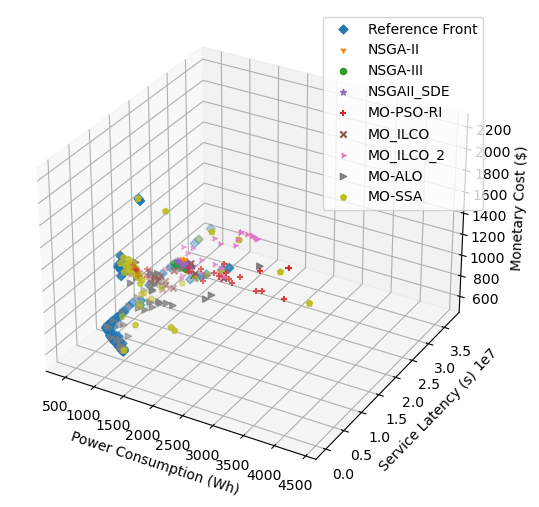 Reference Front
NSGA-II
NSGA-III
NSGAII_SDE
MO-PSO-RI
MO_ILCO
MO_ILCO_2
MO-ALO
MO-SSA
2200
2000
1800
1600
1400
1200
1000
800
600
Monetary Cost ($)
3.5
3.0
2.5
2.0
1.5
1.0
0.5
0.0
Service Latency (s) 1e7
500
1000
1500
2000
2500
3000
3500
4000
4500
Power Consumption (Wh)